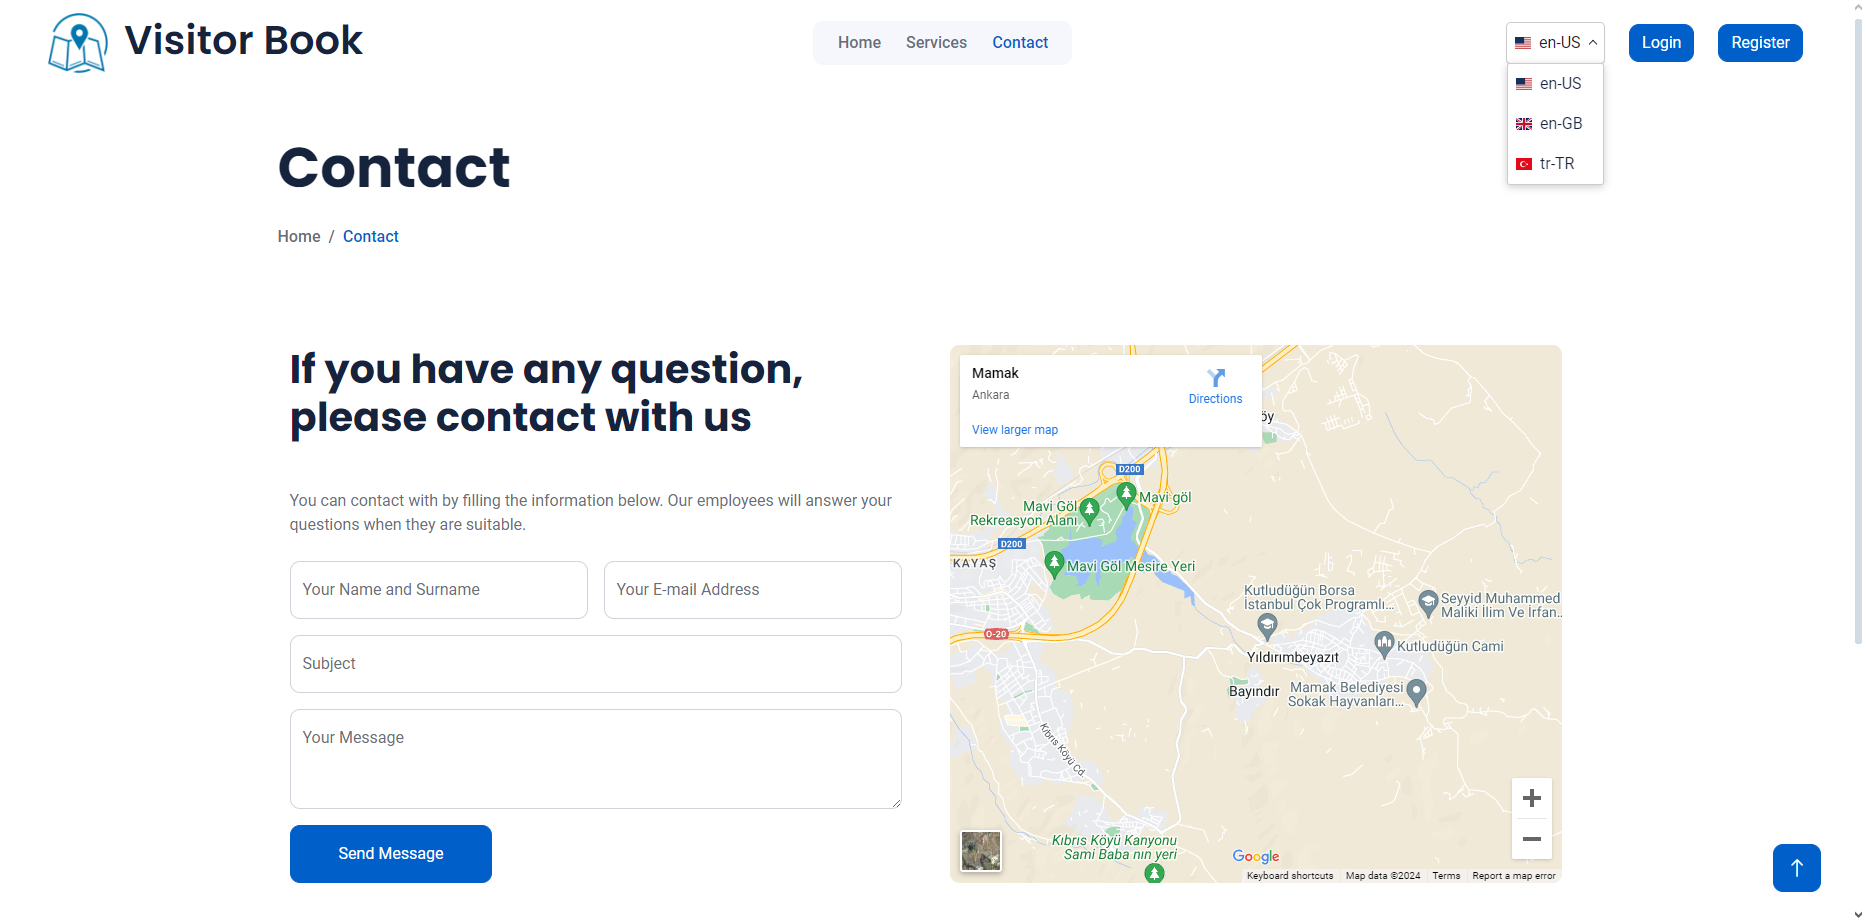 Visitor Book
Home Services Contact
en-US
Login
Register
en-US
en-GB
tr-TR
Contact
Home / Contact
If you have any question,
please contact with us
You can contact with by filling the information below. Our employees will answer your
questions when they are suitable.
Your Name and Surname
Your E-mail Address
Subject
Your Message
Send Message
Mamak
Ankara
Directions
View larger map
öy
D200
Mavi göl
Mavi Göl
Rekreasyon Alanı
D200
KAYAŞ
Mavi Göl Mesire Yeri
Kutludüğün Borsa
İstanbul Çok Programlı...
Seyyid Muhammed
Maliki İlim Ve İrfan...
O-20
Kutludüğün Cami
Yıldırımbeyazıt
Bayındır
Mamak Belediyesi
Sokak Hayvanları...
Kıbrıs Köyü Cd.
Kıbrıs Köyü Kanyonu
Sami Baba nın yeri
Google
Keyboard shortcuts Map data ©2024 Terms Report a map error